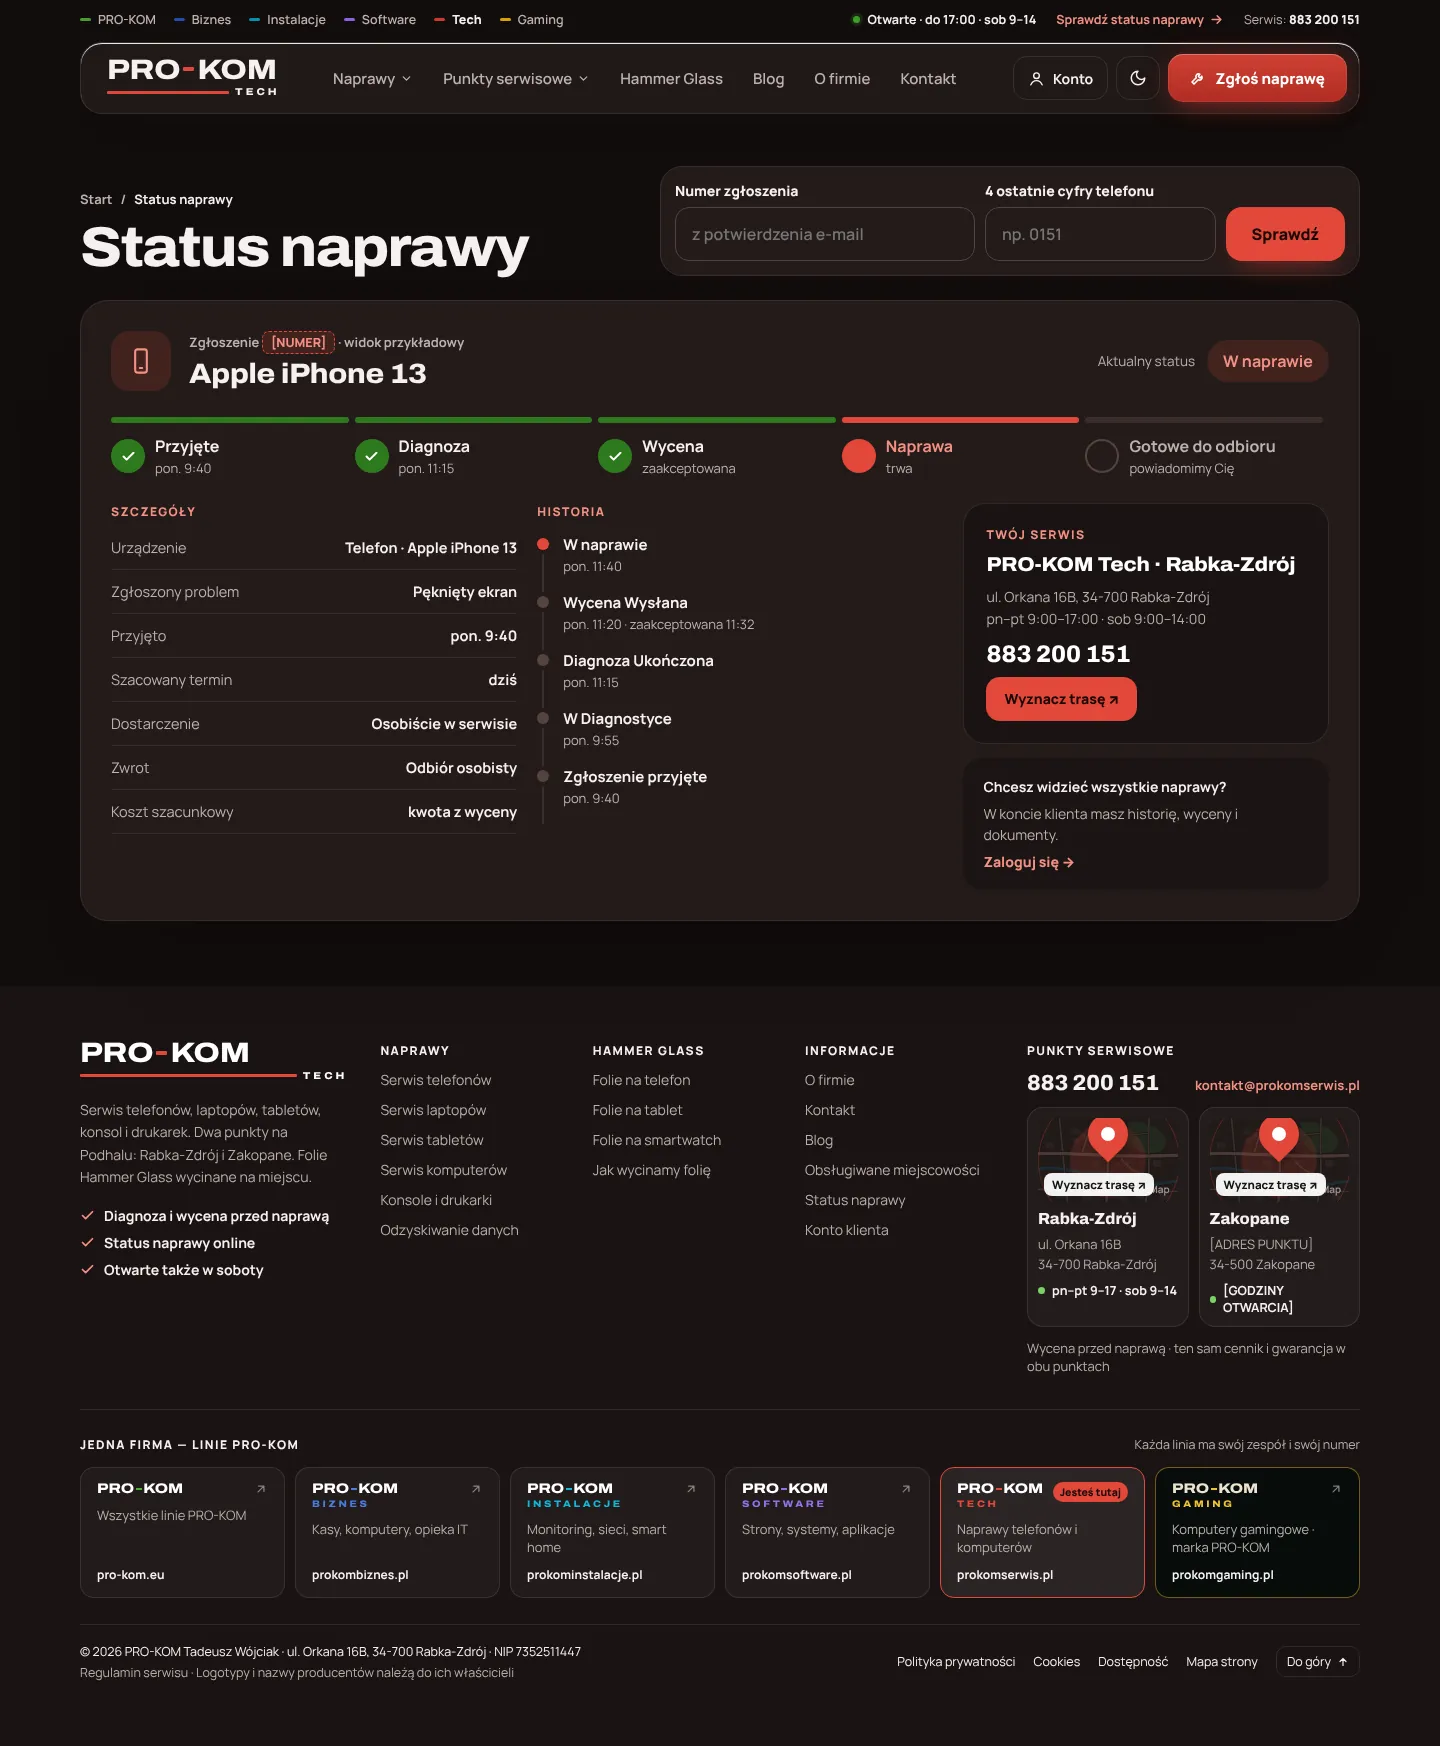 PRO-KOM
Biznes
Instalacje
Software
Tech
Gaming
Otwarte · do 17:00 · sob 9–14
Sprawdź status naprawy →
Serwis: 883 200 151
PRO-KOM
TECH
Naprawy
Punkty serwisowe
Hammer Glass
Blog
O firmie
Kontakt
Konto
Zgłoś naprawę
Start / Status naprawy
Status naprawy
Numer zgłoszenia
z potwierdzenia e-mail
4 ostatnie cyfry telefonu
np. 0151
Sprawdź
Zgłoszenie [NUMER] · widok przykładowy
Apple iPhone 13
Aktualny status
W naprawie
Przyjęte
pon. 9:40
Diagnoza
pon. 11:15
Wycena
zaakceptowana
Naprawa
trwa
Gotowe do odbioru
powiadomimy Cię
SZCZEGÓŁY
Urządzenie Telefon · Apple iPhone 13
Zgłoszony problem Pęknięty ekran
Przyjęto pon. 9:40
Szacowany termin dziś
Dostarczenie Osobiście w serwisie
Zwrot Odbiór osobisty
Koszt szacunkowy kwota z wyceny
HISTORIA
W naprawie
pon. 11:40
Wycena Wysłana
pon. 11:20 · zaakceptowana 11:32
Diagnoza Ukończona
pon. 11:15
W Diagnostyce
pon. 9:55
Zgłoszenie przyjęte
pon. 9:40
TWÓJ SERWIS
PRO-KOM Tech · Rabka-Zdrój
ul. Orkana 16B, 34-700 Rabka-Zdrój
pn–pt 9:00–17:00 · sob 9:00–14:00
883 200 151
Wyznacz trasę ↗
Chcesz widzieć wszystkie naprawy?
W koncie klienta masz historię, wyceny i
dokumenty.
Zaloguj się →
PRO-KOM
TECH
Serwis telefonów, laptopów, tabletów,
konsol i drukarek. Dwa punkty na
Podhalu: Rabka-Zdrój i Zakopane. Folie
Hammer Glass wycinane na miejscu.
Diagnoza i wycena przed naprawą
Status naprawy online
Otwarte także w soboty
NAPRAWY
Serwis telefonów
Serwis laptopów
Serwis tabletów
Serwis komputerów
Konsole i drukarki
Odzyskiwanie danych
HAMMER GLASS
Folie na telefon
Folie na tablet
Folie na smartwatch
Jak wycinamy folię
INFORMACJE
O firmie
Kontakt
Blog
Obsługiwane miejscowości
Status naprawy
Konto klienta
PUNKTY SERWISOWE
883 200 151
kontakt@prokomserwis.pl
Wyznacz trasę ↗
Rabka-Zdrój
ul. Orkana 16B
34-700 Rabka-Zdrój
pn–pt 9–17 · sob 9–14
Wyznacz trasę ↗
Zakopane
[ADRES PUNKTU]
34-500 Zakopane
[GODZINY
OTWARCIA]
Wycena przed naprawą · ten sam cennik i gwarancja w
obu punktach
JEDNA FIRMA — LINIE PRO-KOM
Każda linia ma swój zespół i swój numer
PRO-KOM
Wszystkie linie PRO-KOM
pro-kom.eu
PRO-KOM
BIZNES
Kasy, komputery, opieka IT
prokombiznes.pl
PRO-KOM
INSTALACJE
Monitoring, sieci, smart
home
prokominstalacje.pl
PRO-KOM
SOFTWARE
Strony, systemy, aplikacje
prokomsoftware.pl
PRO-KOM
TECH
Jesteś tutaj
Naprawy telefonów i
komputerów
prokomserwis.pl
PRO-KOM
GAMING
Komputery gamingowe ·
marka PRO-KOM
prokomgaming.pl
© 2026 PRO-KOM Tadeusz Wójciak · ul. Orkana 16B, 34-700 Rabka-Zdrój · NIP 7352511447
Regulamin serwisu · Logotypy i nazwy producentów należą do ich właścicieli
Polityka prywatności
Cookies
Dostępność
Mapa strony
Do góry ↑